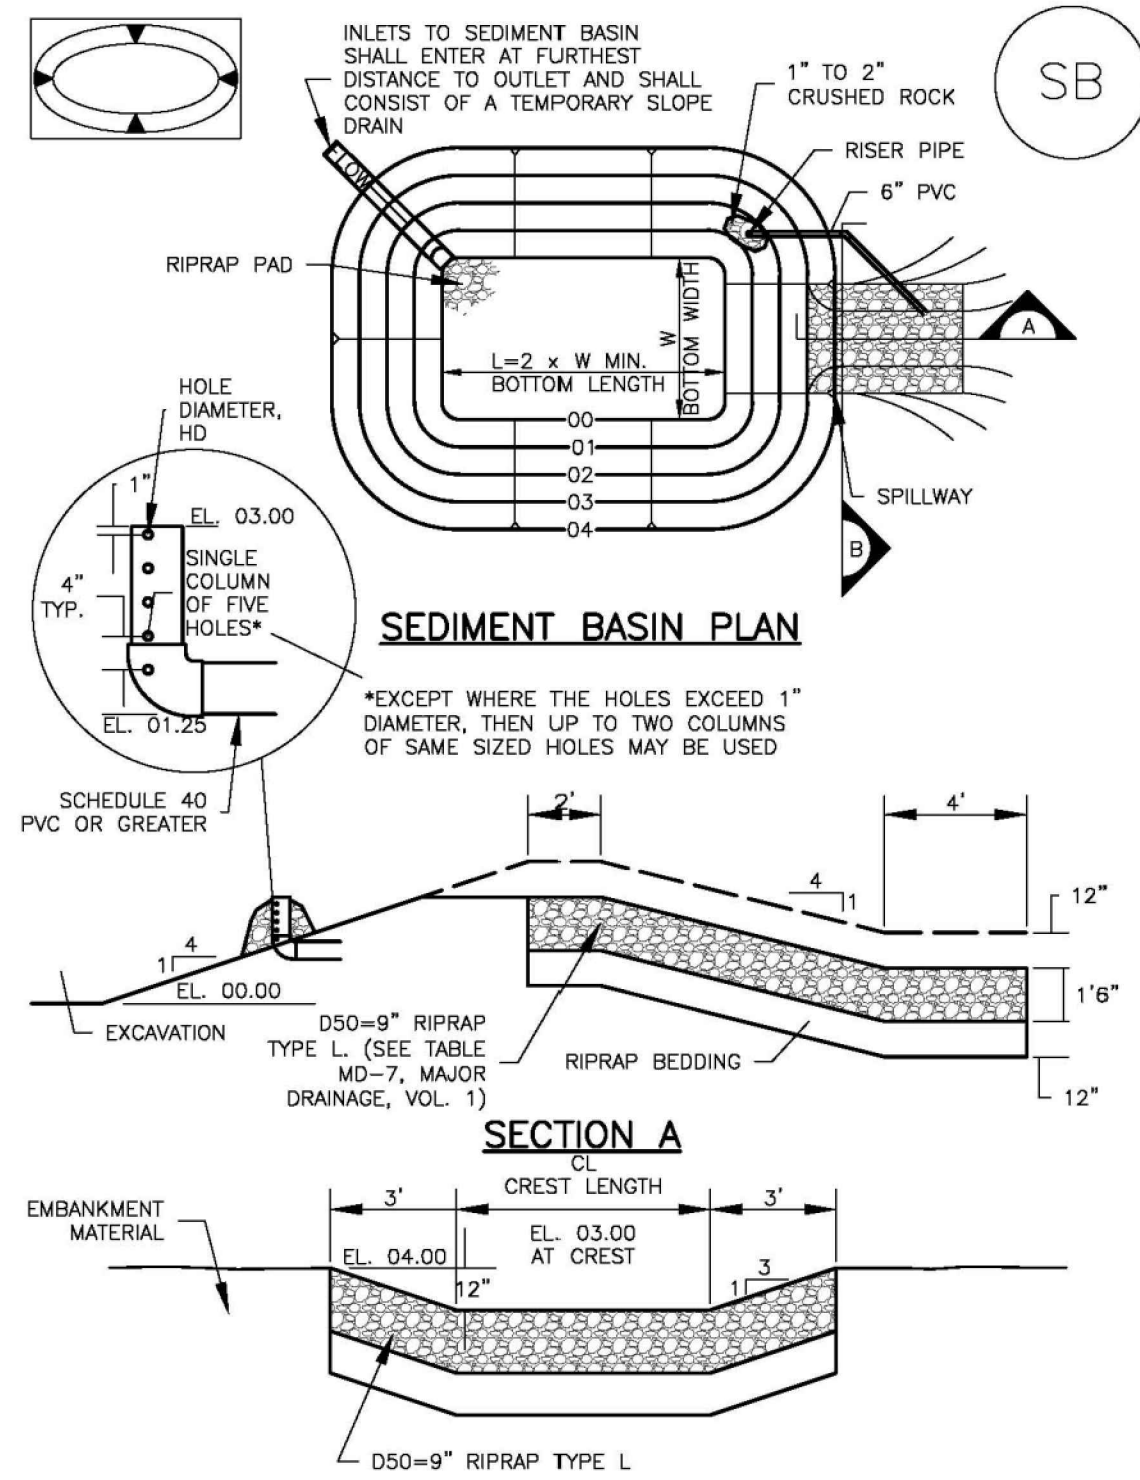 INLETS TO SEDIMENT BASIN
SHALL ENTER AT FURTHEST
DISTANCE TO OUTLET AND SHALL
CONSIST OF A TEMPORARY SLOPE
DRAIN
1" TO 2"
CRUSHED ROCK
SB
RISER PIPE
6" PVC
FLOW
RIPRAP PAD
W
BOTTOM WIDTH
L=2 x W MIN.
BOTTOM LENGTH
A
00
01
02
03
04
SPILLWAY
B
HOLE
DIAMETER,
HD
1"
EL. 03.00
4"
TYP.
SINGLE
COLUMN
OF FIVE
HOLES*
EL. 01.25
SEDIMENT BASIN PLAN
*EXCEPT WHERE THE HOLES EXCEED 1"
DIAMETER, THEN UP TO TWO COLUMNS
OF SAME SIZED HOLES MAY BE USED
SCHEDULE 40
PVC OR GREATER
2'
4'
4
1
12"
4
1
EL. 00.00
EXCAVATION
1'6"
D50=9" RIPRAP
TYPE L. (SEE TABLE
MD-7, MAJOR
DRAINAGE, VOL. 1)
RIPRAP BEDDING
12"
SECTION A
CL
CREST LENGTH
3'
3'
EMBANKMENT
MATERIAL
EL. 04.00
EL. 03.00
AT CREST
12"
3
1
D50=9" RIPRAP TYPE L